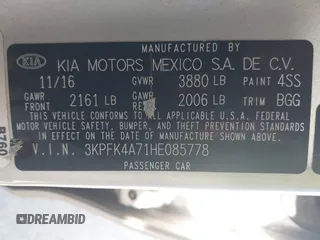 MANUFACTURED BY
KIA KIA MOTORS MEXICO S.A. DE C.V.
11/16 GVWR 3880 LB PAINT 4SS
GAWR FRONT 2161 LB GAWR REAR 2006 LB TRIM BGG
THIS VEHICLE CONFORMS TO ALL APPLICABLE U.S.A. FEDERAL
MOTOR VEHICLE SAFETY, BUMPER, AND THEFT PREVENTION
STANDARDS IN EFFECT ON THE DATE OF MANUFACTURE SHOWN ABOVE.
V.I.N. 3KPFK4A71HE085778
PASSENGER CAR
DREAMBID